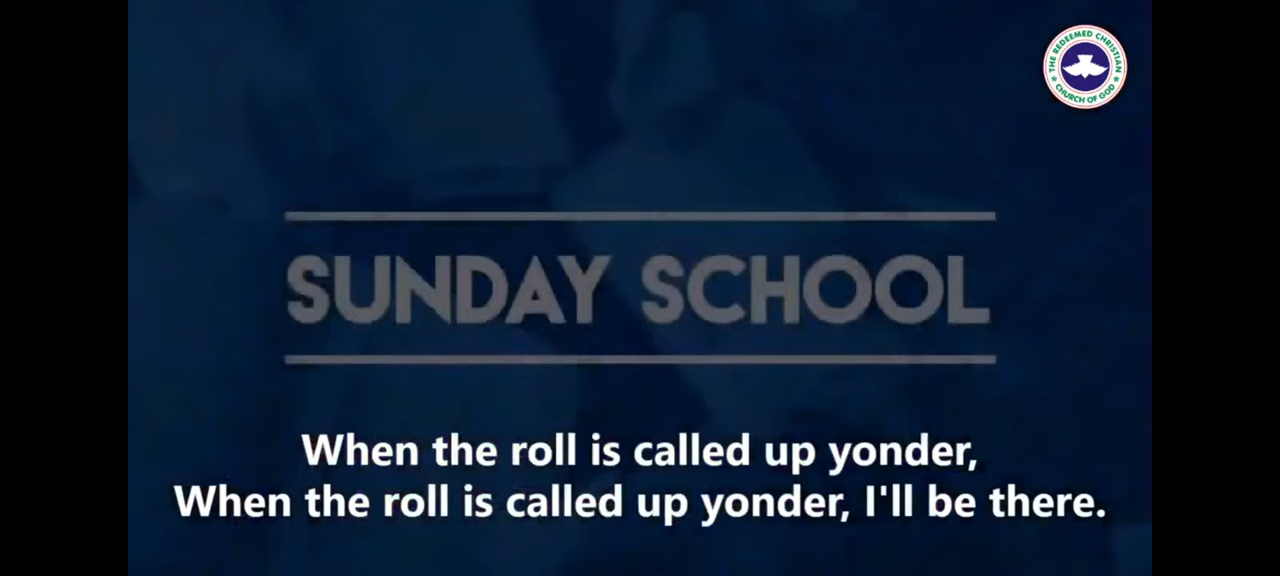 THE REDEEMED CHRISTIAN
CHURCH OF GOD
SUNDAY SCHOOL
When the roll is called up yonder,
When the roll is called up yonder, I'll be there.